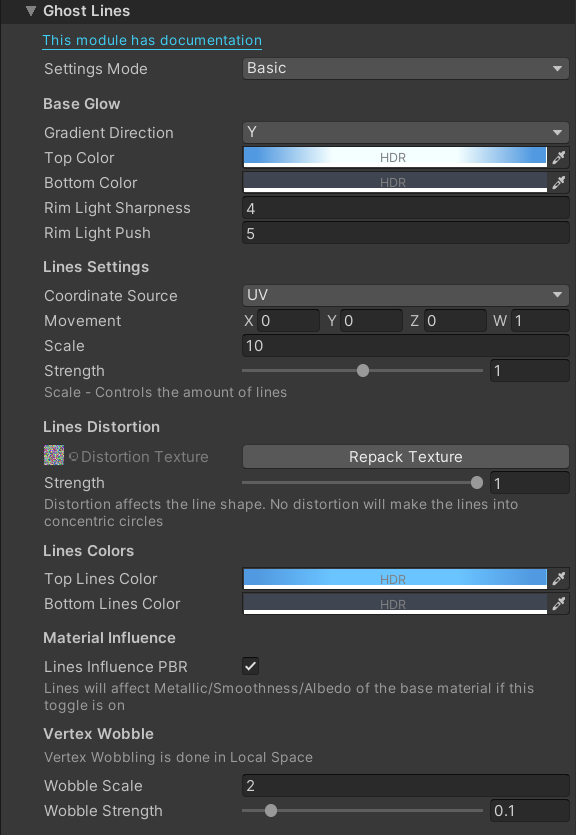 Ghost Lines
This module has documentation
Settings Mode Basic
Base Glow
Gradient Direction Y
Top Color HDR
Bottom Color HDR
Rim Light Sharpness 4
Rim Light Push 5
Lines Settings
Coordinate Source UV
Movement X 0 Y 0 Z 0 W 1
Scale 10
Strength 1
Scale - Controls the amount of lines
Lines Distortion
Distortion Texture Repack Texture
Strength 1
Distortion affects the line shape. No distortion will make the lines into
concentric circles
Lines Colors
Top Lines Color HDR
Bottom Lines Color HDR
Material Influence
Lines Influence PBR
Lines will affect Metallic/Smoothness/Albedo of the base material if this
toggle is on
Vertex Wobble
Vertex Wobbling is done in Local Space
Wobble Scale 2
Wobble Strength 0.1